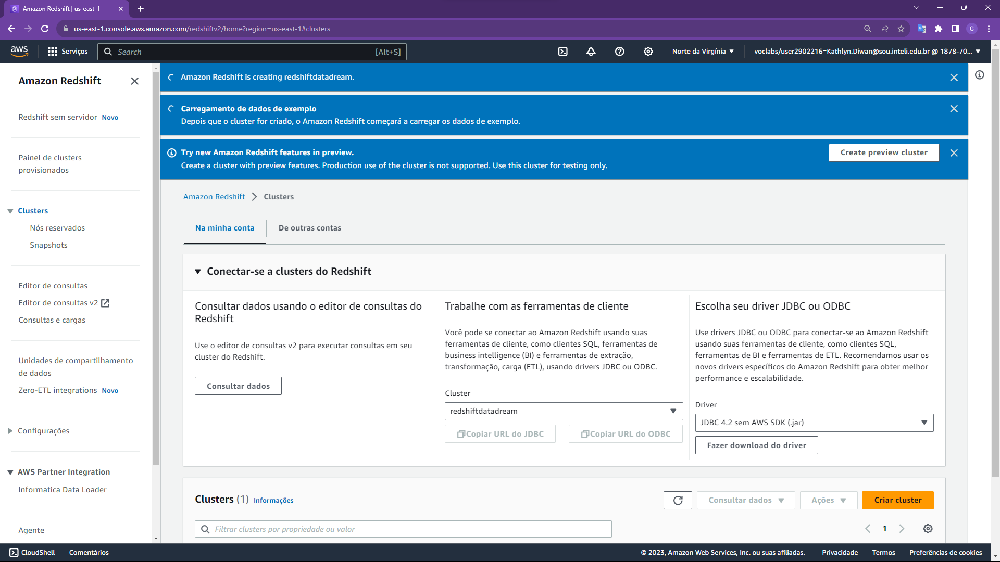 Amazon Redshift | us-east-1
us-east-1.console.aws.amazon.com/redshiftv2/home?region=us-east-1#clusters
G
aws
Serviços
Search
[Alt+S]
Norte da Virgínia
voclabs/user2902216=Kathlyn.Diwan@sou.inteli.edu.br @ 1878-70...
Amazon Redshift
Redshift sem servidor Novo
Painel de clusters
provisionados
Clusters
Nós reservados
Snapshots
Editor de consultas
Editor de consultas v2
Consultas e cargas
Unidades de compartilhamento
de dados
Zero-ETL integrations Novo
Configurações
AWS Partner Integration
Informatica Data Loader
Agente
Amazon Redshift is creating redshiftdatadream.
Carregamento de dados de exemplo
Depois que o cluster for criado, o Amazon Redshift começará a carregar os dados de exemplo.
Try new Amazon Redshift features in preview.
Create a cluster with preview features. Production use of the cluster is not supported. Use this cluster for testing only.
Create preview cluster
Amazon Redshift
Clusters
Na minha conta
De outras contas
Conectar-se a clusters do Redshift
Consultar dados usando o editor de consultas do
Redshift
Use o editor de consultas v2 para executar consultas em seu
cluster do Redshift.
Consultar dados
Trabalhe com as ferramentas de cliente
Você pode se conectar ao Amazon Redshift usando suas
ferramentas de cliente, como clientes SQL, ferramentas de
business intelligence (BI) e ferramentas de extração,
transformação, carga (ETL), usando drivers JDBC ou ODBC.
Cluster
redshiftdatadream
Copiar URL do JDBC
Copiar URL do ODBC
Escolha seu driver JDBC ou ODBC
Use drivers JDBC ou ODBC para conectar-se ao Amazon Redshift
usando suas ferramentas de cliente, como clientes SQL,
ferramentas de BI e ferramentas de ETL. Recomendamos usar os
novos drivers específicos do Amazon Redshift para obter melhor
performance e escalabilidade.
Driver
JDBC 4.2 sem AWS SDK (.jar)
Fazer download do driver
Clusters (1) Informações
Consultar dados
Ações
Criar cluster
Filtrar clusters por propriedade ou valor
1
CloudShell
Comentários
© 2023, Amazon Web Services, Inc. ou suas afiliadas.
Privacidade
Termos
Preferências de cookies